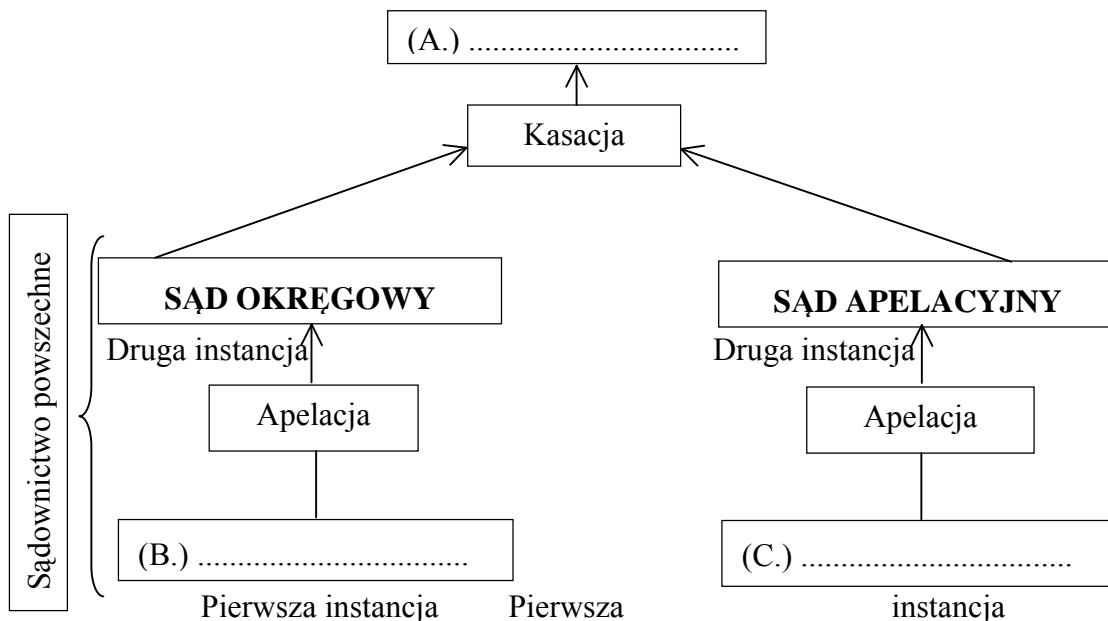 (A.) ..................................
Kasacja
Sądownictwo powszechne
SĄD OKRĘGOWY
SĄD APELACYJNY
Druga instancja
Druga instancja
Apelacja
Apelacja
(B.) ..................................
(C.) ..................................
Pierwsza instancja Pierwsza instancja